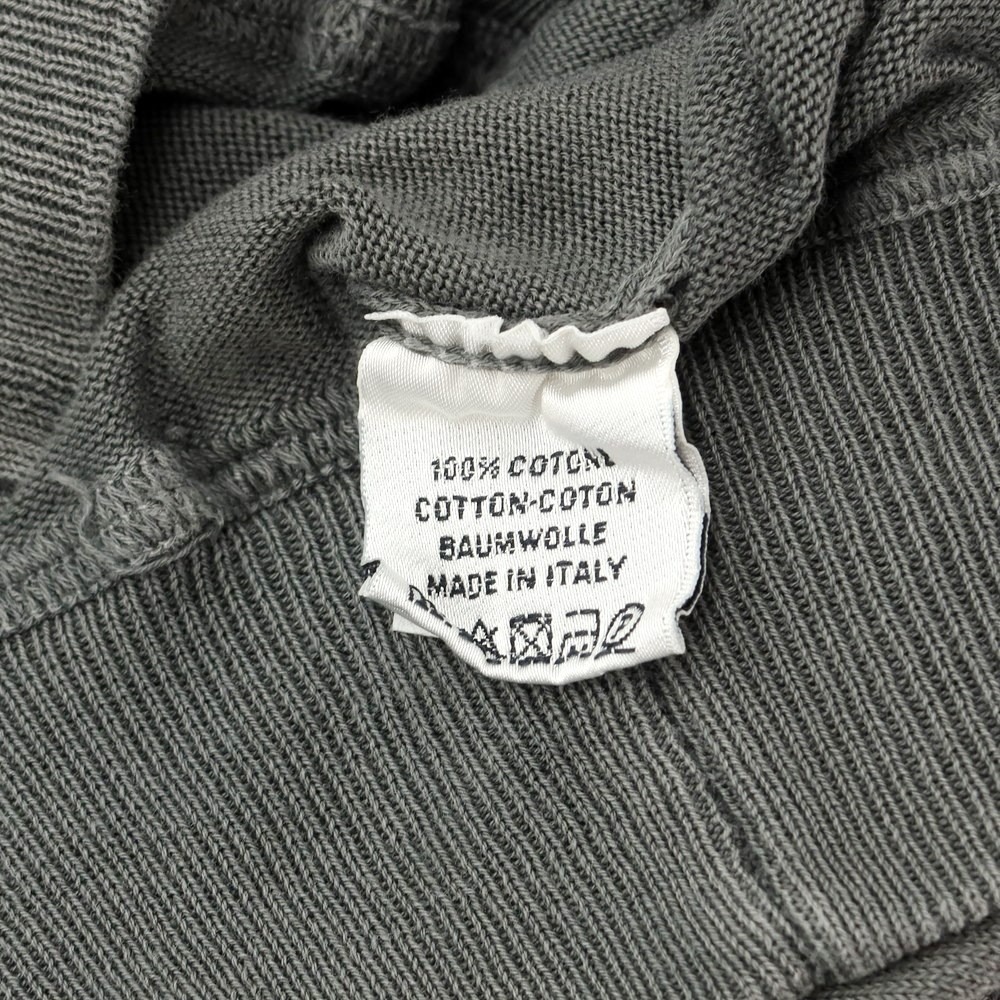 100% COTONE
COTTON-COTON
BAUMWOLLE
MADE IN ITALY
P